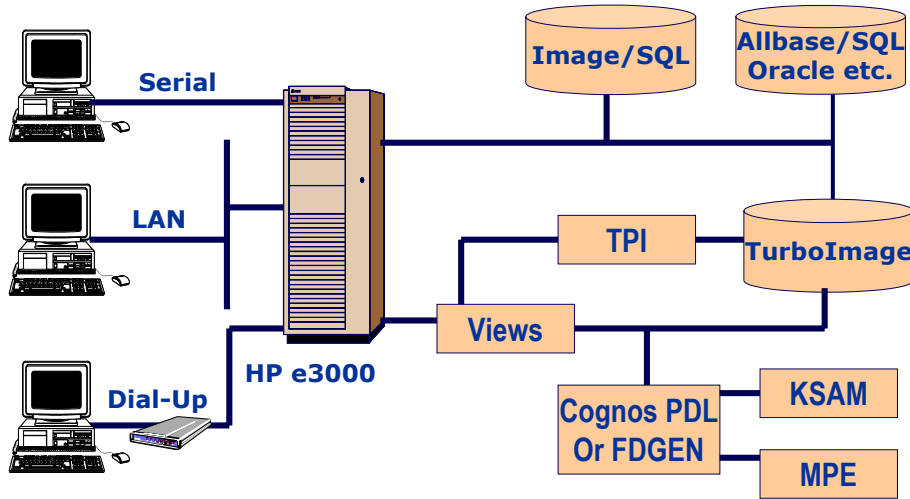 Serial
LAN
Dial-Up
HP e3000
Image/SQL
Allbase/SQL
Oracle etc.
TPI
TurboImage
Views
Cognos PDL
Or FDGEN
KSAM
MPE